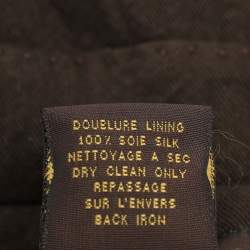 DOUBLURE LINING
100% SOIE SILK
NETTOYAGE A SEC
DRY CLEAN ONLY
REPASSAGE
SUR L'ENVERS
BACK IRON